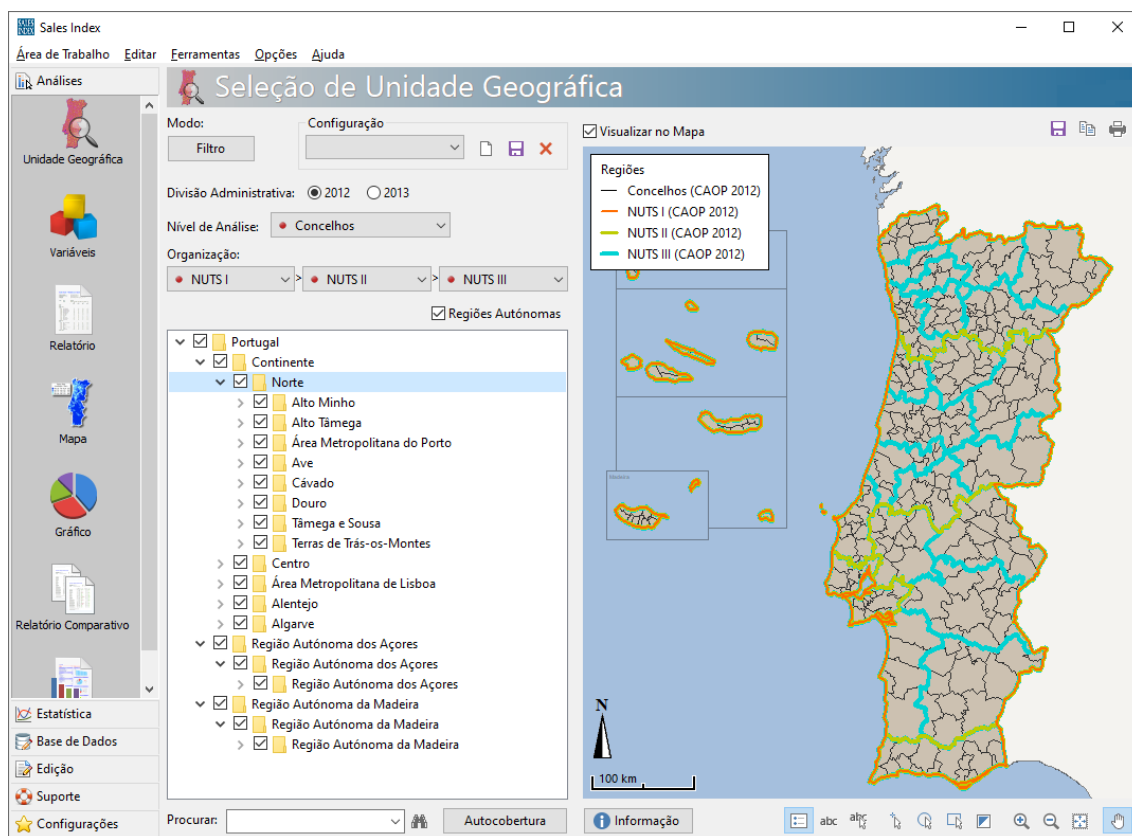 Sales Index
Área de Trabalho Editar Ferramentas Opções Ajuda
Análises
Unidade Geográfica
Variáveis
Relatório
Mapa
Gráfico
Relatório Comparativo
Estatística
Base de Dados
Edição
Suporte
Configurações
Seleção de Unidade Geográfica
Modo:
Filtro
Configuração
Divisão Administrativa: 2012 2013
Nível de Análise: Concelhos
Organização:
NUTS I > NUTS II > NUTS III
Regiões Autónomas
Portugal
Continente
Norte
Alto Minho
Alto Tâmega
Área Metropolitana do Porto
Ave
Cávado
Douro
Tâmega e Sousa
Terras de Trás-os-Montes
Centro
Área Metropolitana de Lisboa
Alentejo
Algarve
Região Autónoma dos Açores
Região Autónoma dos Açores
Região Autónoma dos Açores
Região Autónoma da Madeira
Região Autónoma da Madeira
Região Autónoma da Madeira
Procurar:
Autocobertura
Visualizar no Mapa
Regiões
Concelhos (CAOP 2012)
NUTS I (CAOP 2012)
NUTS II (CAOP 2012)
NUTS III (CAOP 2012)
Madeira
N
100 km
Informação
abc
abc